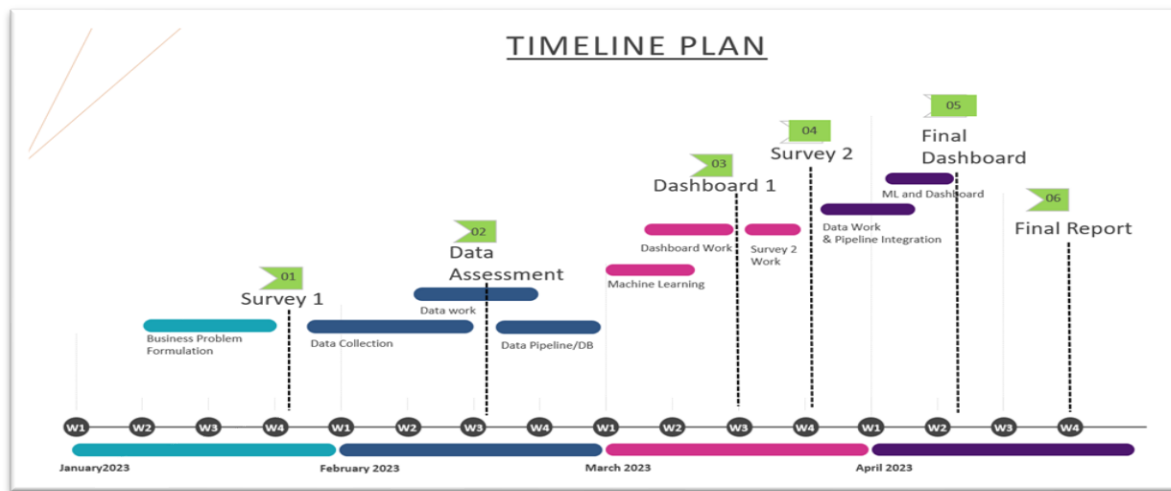 TIMELINE PLAN
05
Final
Dashboard
04
Survey 2
03
Dashboard 1
ML and Dashboard
06
Final Report
02
Data
Assessment
Dashboard Work
Survey 2
Work
Data Work
& Pipeline Integration
01
Survey 1
Machine Learning
Data work
Business Problem
Formulation
Data Collection
Data Pipeline/DB
W1 W2 W3 W4 W1 W2 W3 W4 W1 W2 W3 W4 W1 W2 W3 W4
January2023 February 2023 March 2023 April 2023